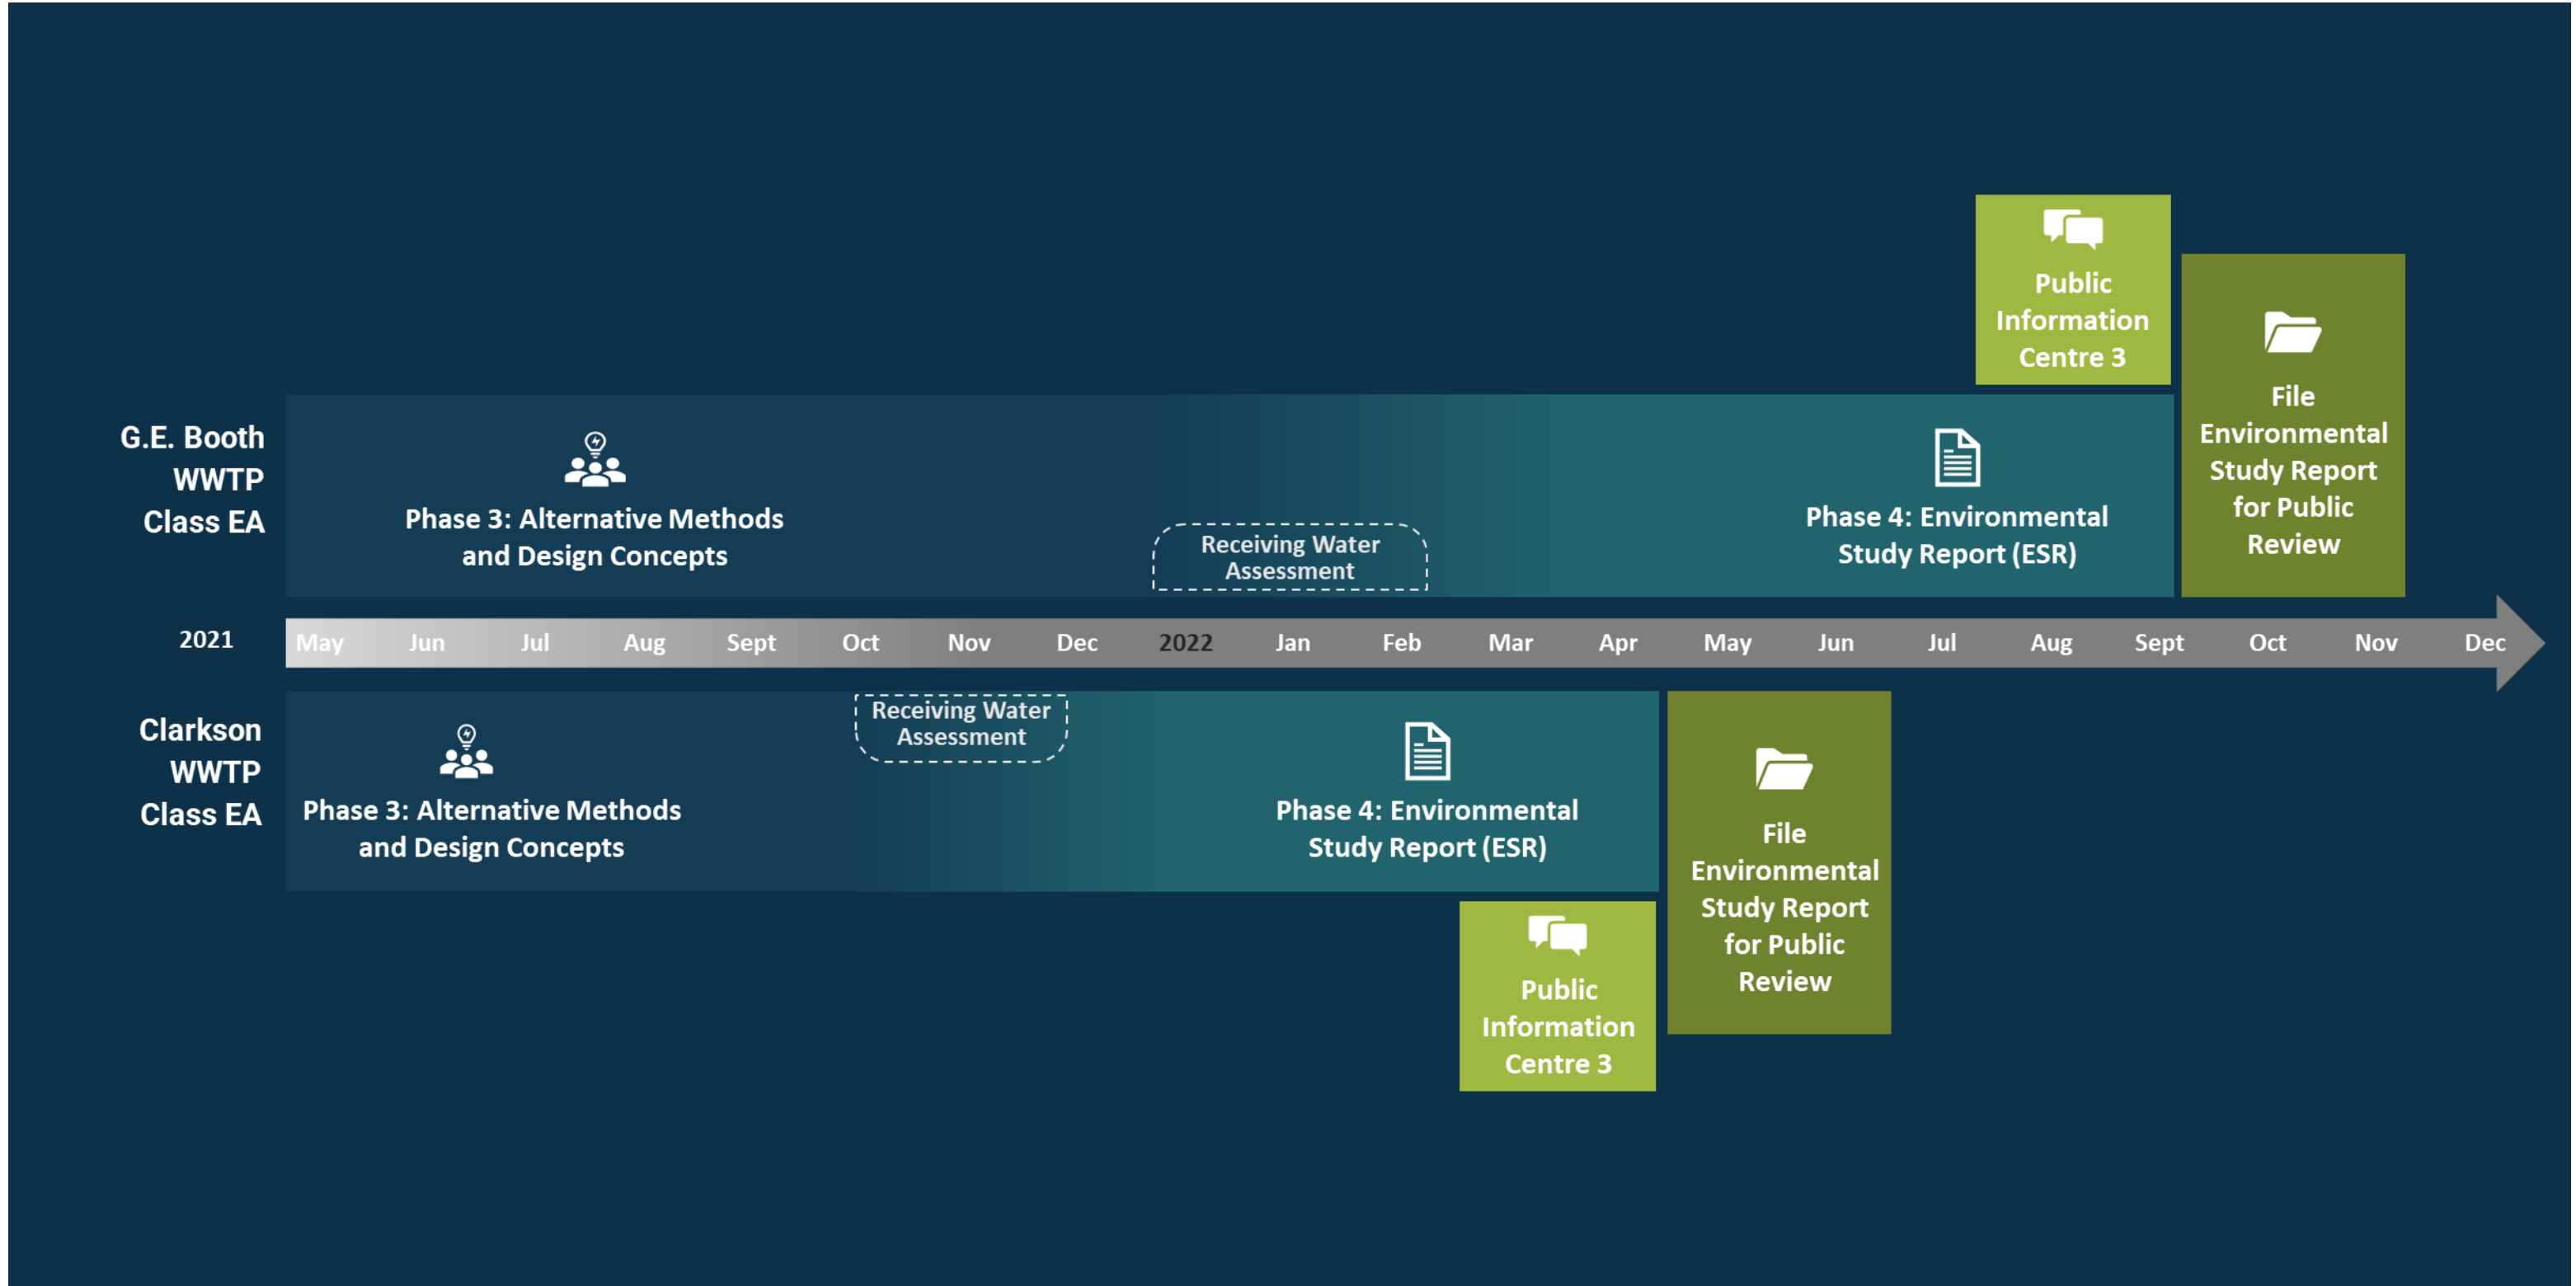 Public
Information
Centre 3
File
Environmental
Study Report
for Public
Review
G.E. Booth
WWTP
Class EA
Phase 3: Alternative Methods
and Design Concepts
Receiving Water
Assessment
Phase 4: Environmental
Study Report (ESR)
2021 May Jun Jul Aug Sept Oct Nov Dec 2022 Jan Feb Mar Apr May Jun Jul Aug Sept Oct Nov Dec
Clarkson
WWTP
Class EA
Phase 3: Alternative Methods
and Design Concepts
Receiving Water
Assessment
Phase 4: Environmental
Study Report (ESR)
File
Environmental
Study Report
for Public
Review
Public
Information
Centre 3